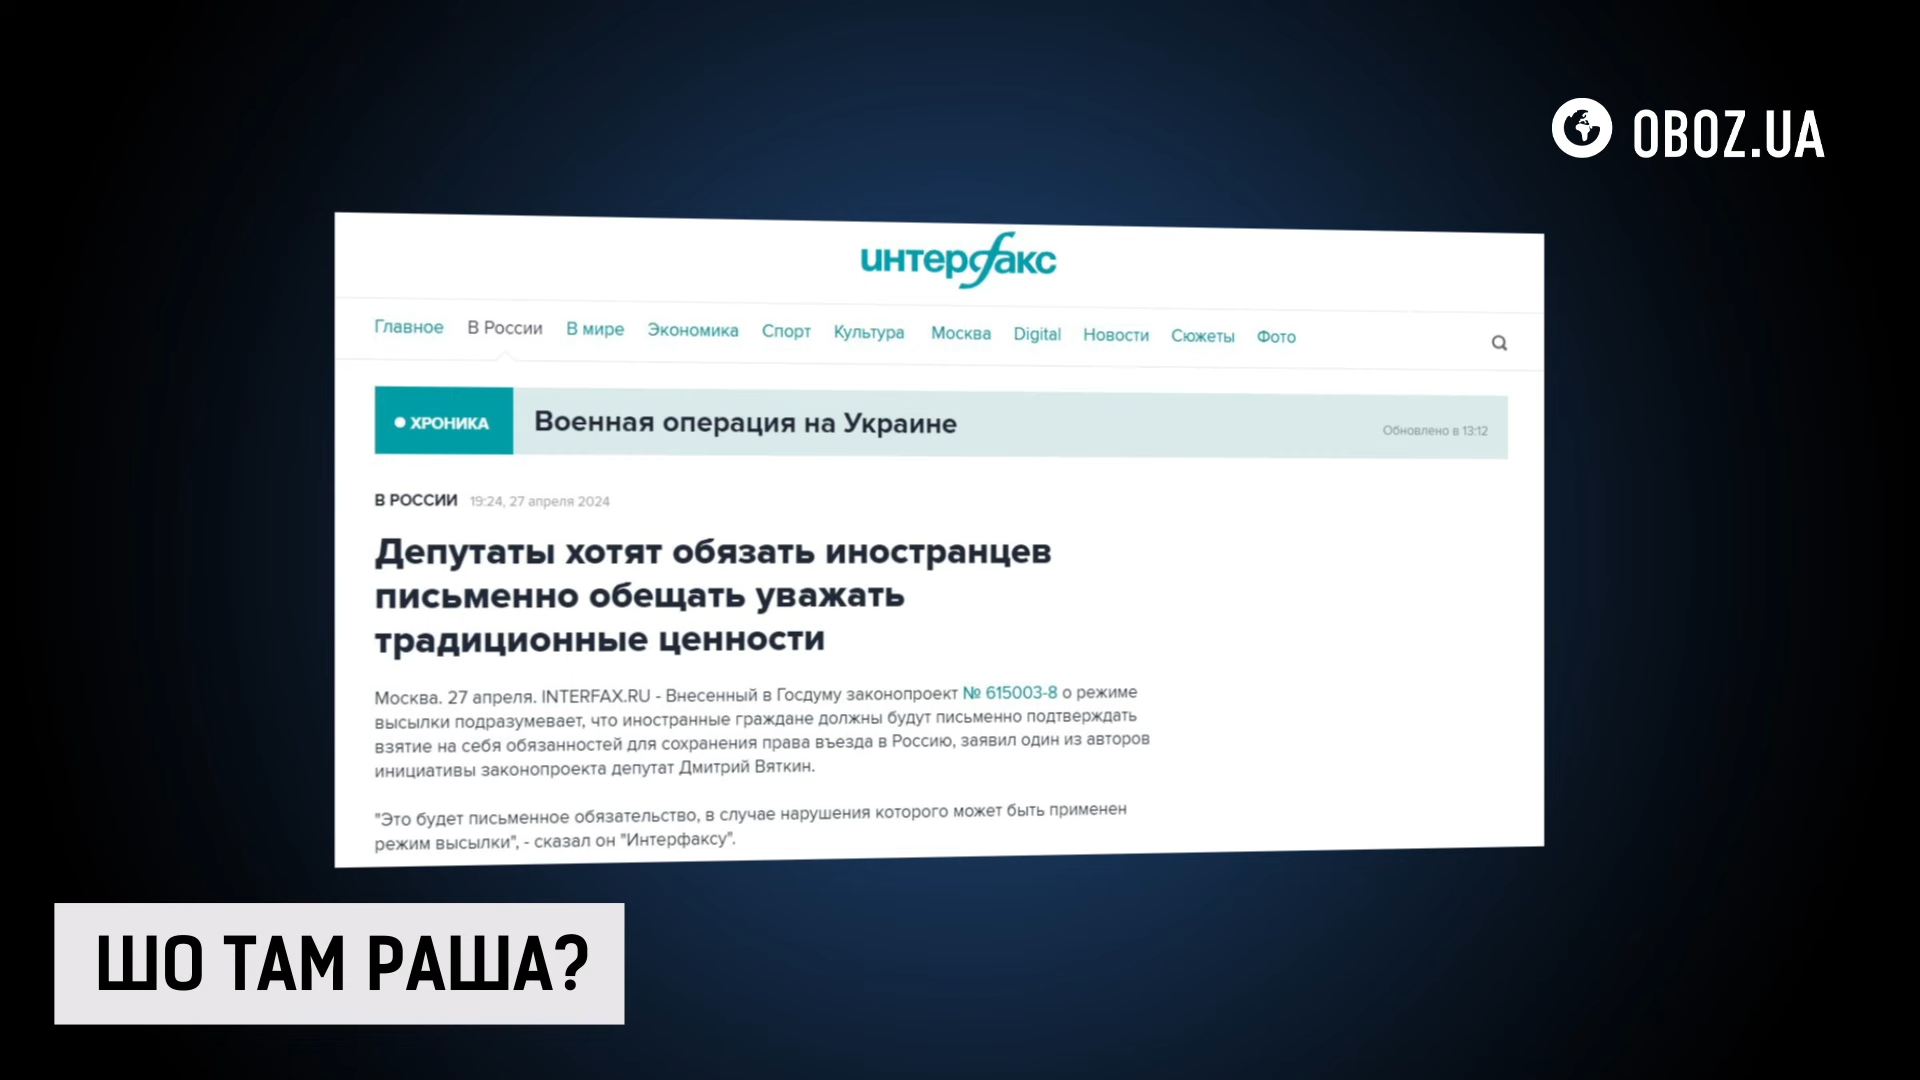 OBOZ.UA
интерфакс
Главное В России В мире Экономика Спорт Культура Москва Digital Новости Сюжеты Фото
ХРОНИКА Военная операция на Украине Обновлено в 13:12
В РОССИИ 19:24, 27 апреля 2024
Депутаты хотят обязать иностранцев
письменно обещать уважать
традиционные ценности
Москва. 27 апреля. INTERFAX.RU - Внесенный в Госдуму законопроект № 615003-8 о режиме
высылки подразумевает, что иностранные граждане должны будут письменно подтверждать
взятие на себя обязанностей для сохранения права въезда в Россию, заявил один из авторов
инициативы законопроекта депутат Дмитрий Вяткин.
"Это будет письменное обязательство, в случае нарушения которого может быть применен
режим высылки", - сказал он "Интерфаксу".
ШО ТАМ РАША?